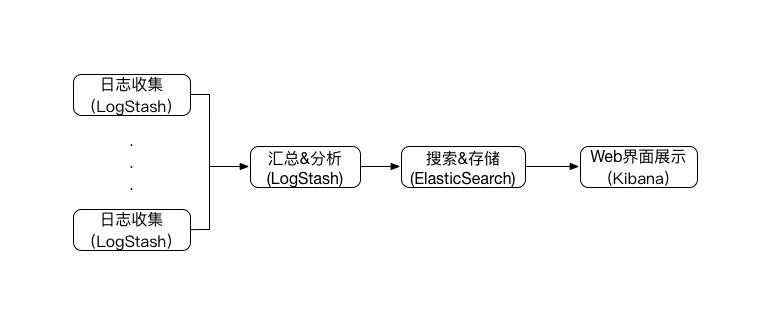 日志收集
（LogStash）
.
.
.
日志收集
（LogStash）
汇总&分析
(LogStash)
搜索&存储
(ElasticSearch)
Web界面展示
（Kibana）